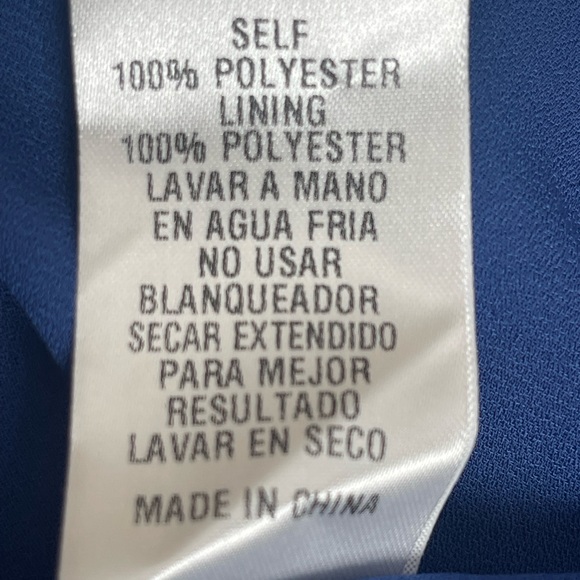 SELF
100% POLYESTER
LINING
100% POLYESTER
LAVAR A MANO
EN AGUA FRIA
NO USAR
BLANQUEADOR
SECAR EXTENDIDO
PARA MEJOR
RESULTADO
LAVAR EN SECO
MADE IN CHINA